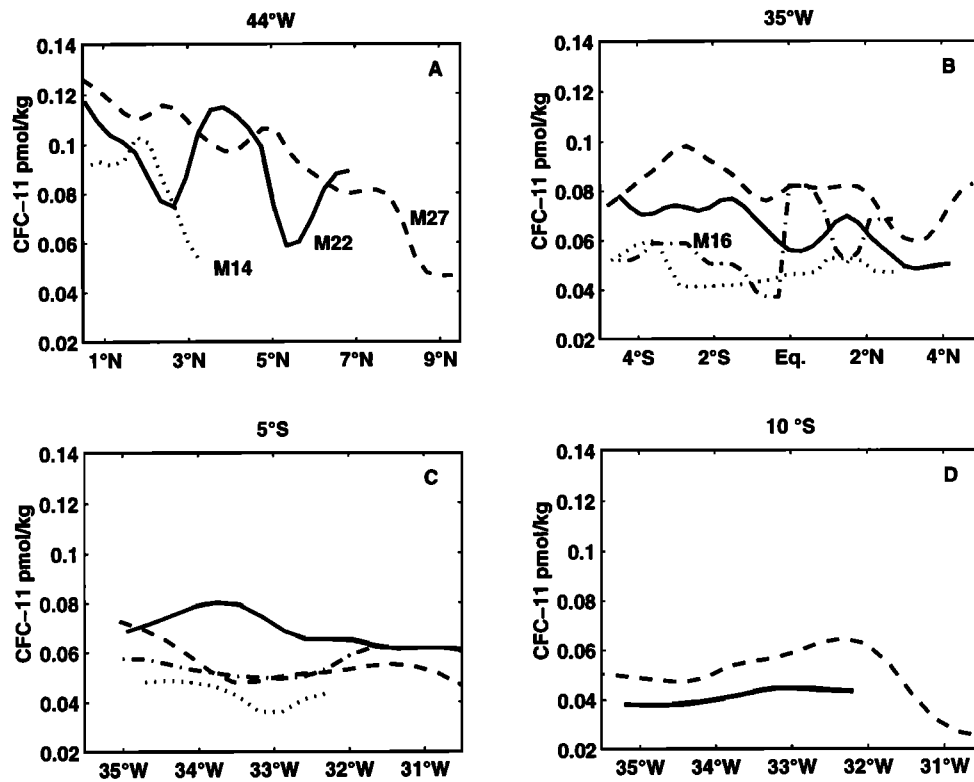 44°W
0.14
0.12
0.1
0.08
0.06
0.04
0.02
CFC–11 pmol/kg
A
M27
M22
M14
1°N 3°N 5°N 7°N 9°N
35°W
0.14
0.12
0.1
0.08
0.06
0.04
0.02
CFC–11 pmol/kg
B
M16
4°S 2°S Eq. 2°N 4°N
5°S
0.14
0.12
0.1
0.08
0.06
0.04
0.02
CFC–11 pmol/kg
C
35°W 34°W 33°W 32°W 31°W
10 °S
0.14
0.12
0.1
0.08
0.06
0.04
0.02
CFC–11 pmol/kg
D
35°W 34°W 33°W 32°W 31°W